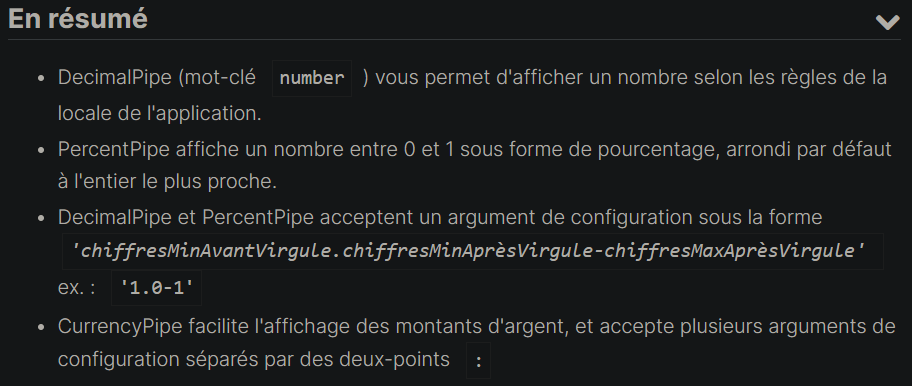 En résumé
• DecimalPipe (mot-clé number ) vous permet d'afficher un nombre selon les règles de la
locale de l'application.
• PercentPipe affiche un nombre entre 0 et 1 sous forme de pourcentage, arrondi par défaut
à l'entier le plus proche.
• DecimalPipe et PercentPipe acceptent un argument de configuration sous la forme
'chiffresMinAvantVirgule.chiffresMinAprèsVirgule-chiffresMaxAprèsVirgule'
ex. : '1.0-1'
• CurrencyPipe facilite l'affichage des montants d'argent, et accepte plusieurs arguments de
configuration séparés par des deux-points :